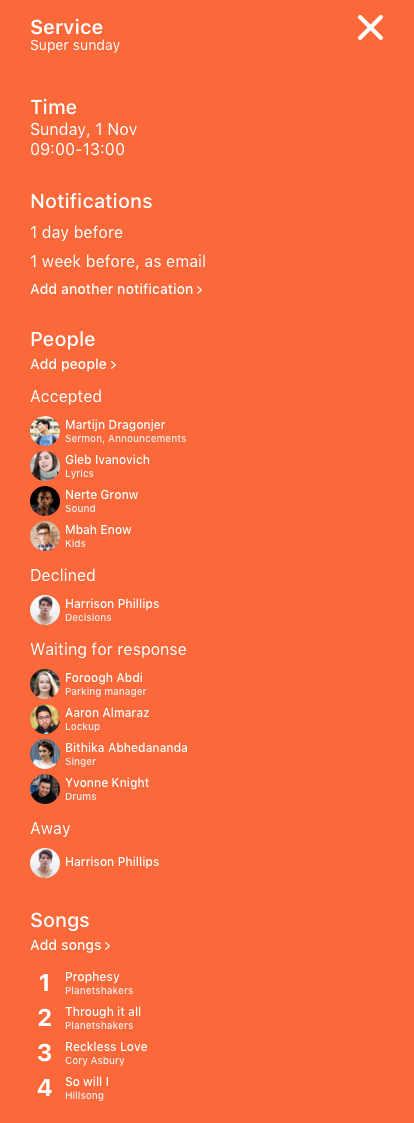 Service
Super sunday
Time
Sunday, 1 Nov
09:00-13:00
Notifications
1 day before
1 week before, as email
Add another notification >
People
Add people >
Accepted
Martijn Dragonjer
Sermon, Announcements
Gleb Ivanovich
Lyrics
Nerte Gronw
Sound
Mbah Enow
Kids
Declined
Harrison Phillips
Decisions
Waiting for response
Foroogh Abdi
Parking manager
Aaron Almaraz
Lockup
Bithika Abhedananda
Singer
Yvonne Knight
Drums
Away
Harrison Phillips
Songs
Add songs >
1 Prophesy
Planetshakers
2 Through it all
Planetshakers
3 Reckless Love
Cory Asbury
4 So will I
Hillsong